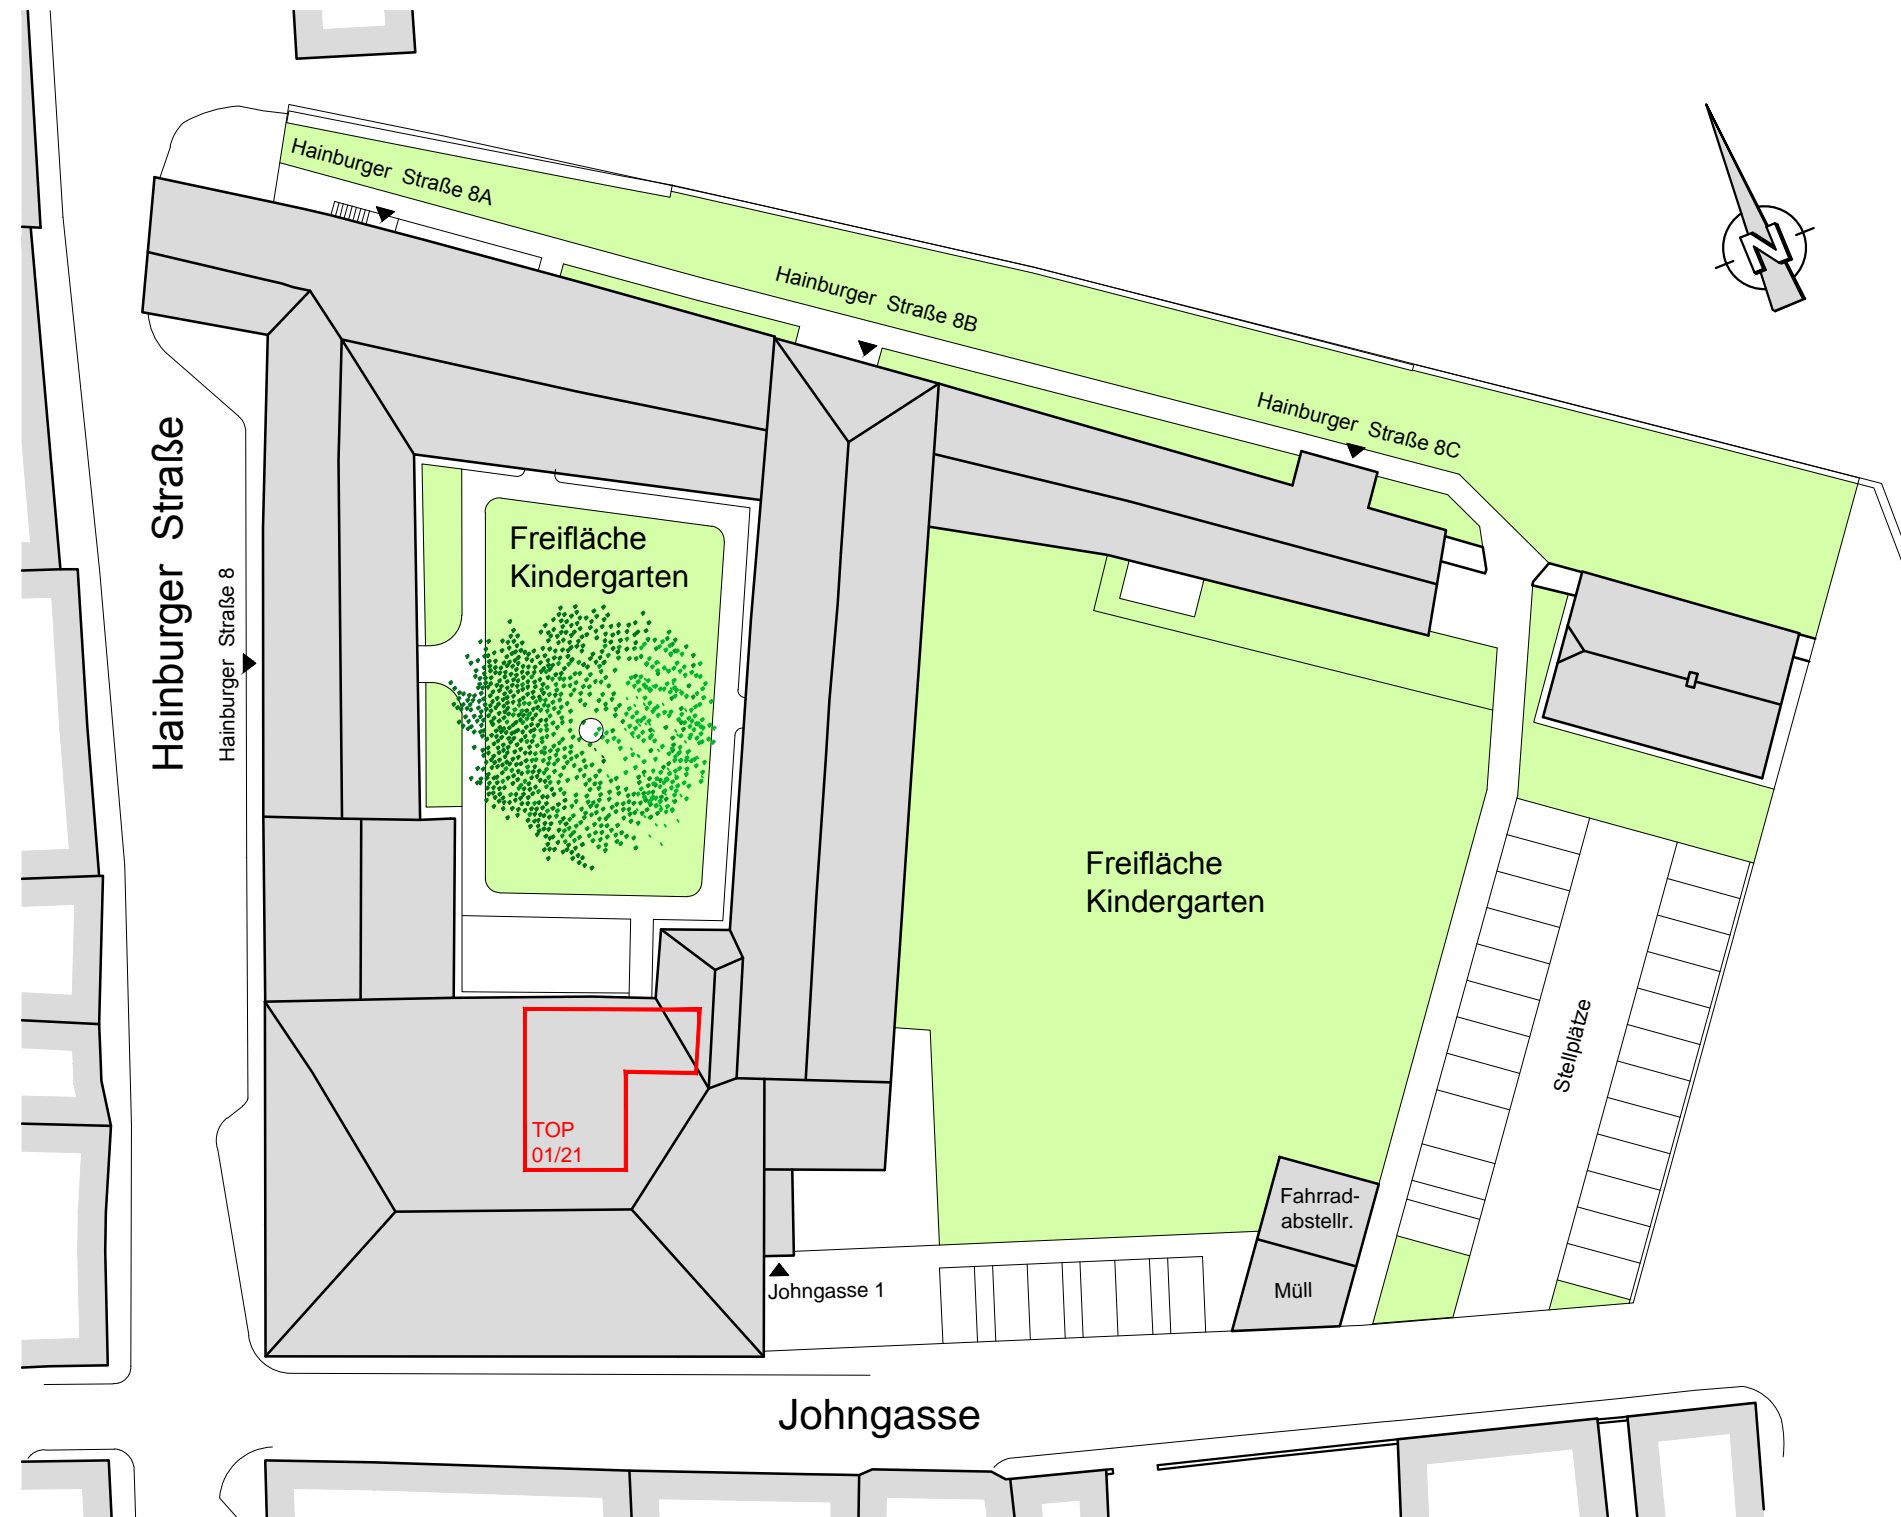 Hainburger Straße 8A
Hainburger Straße 8B
Hainburger Straße 8C
N
Hainburger Straße
Hainburger Straße 8
Freifläche
Kindergarten
Freifläche
Kindergarten
Stellplätze
TOP
01/21
Fahrrad-
abstellr.
Müll
Johngasse 1
Johngasse